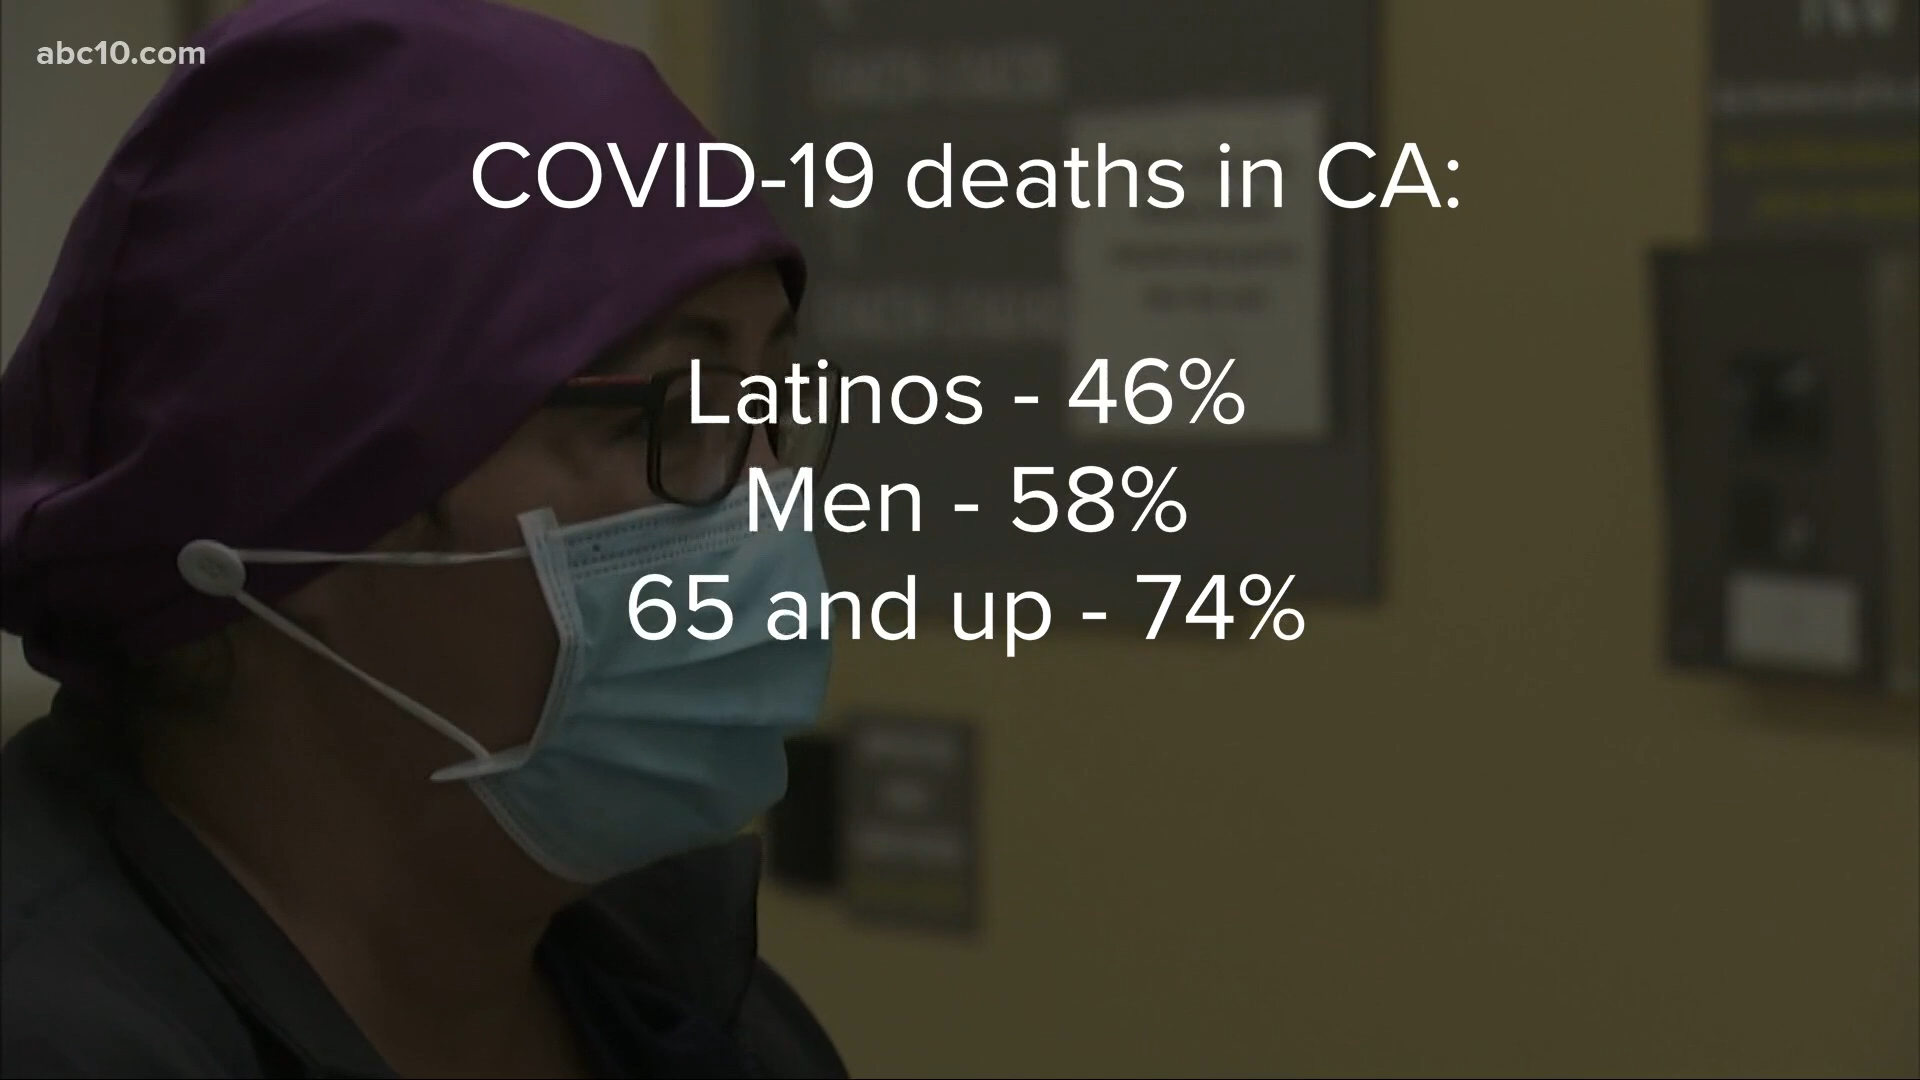 abc10.com
COVID-19 deaths in CA:
Latinos - 46%
Men - 58%
65 and up - 74%